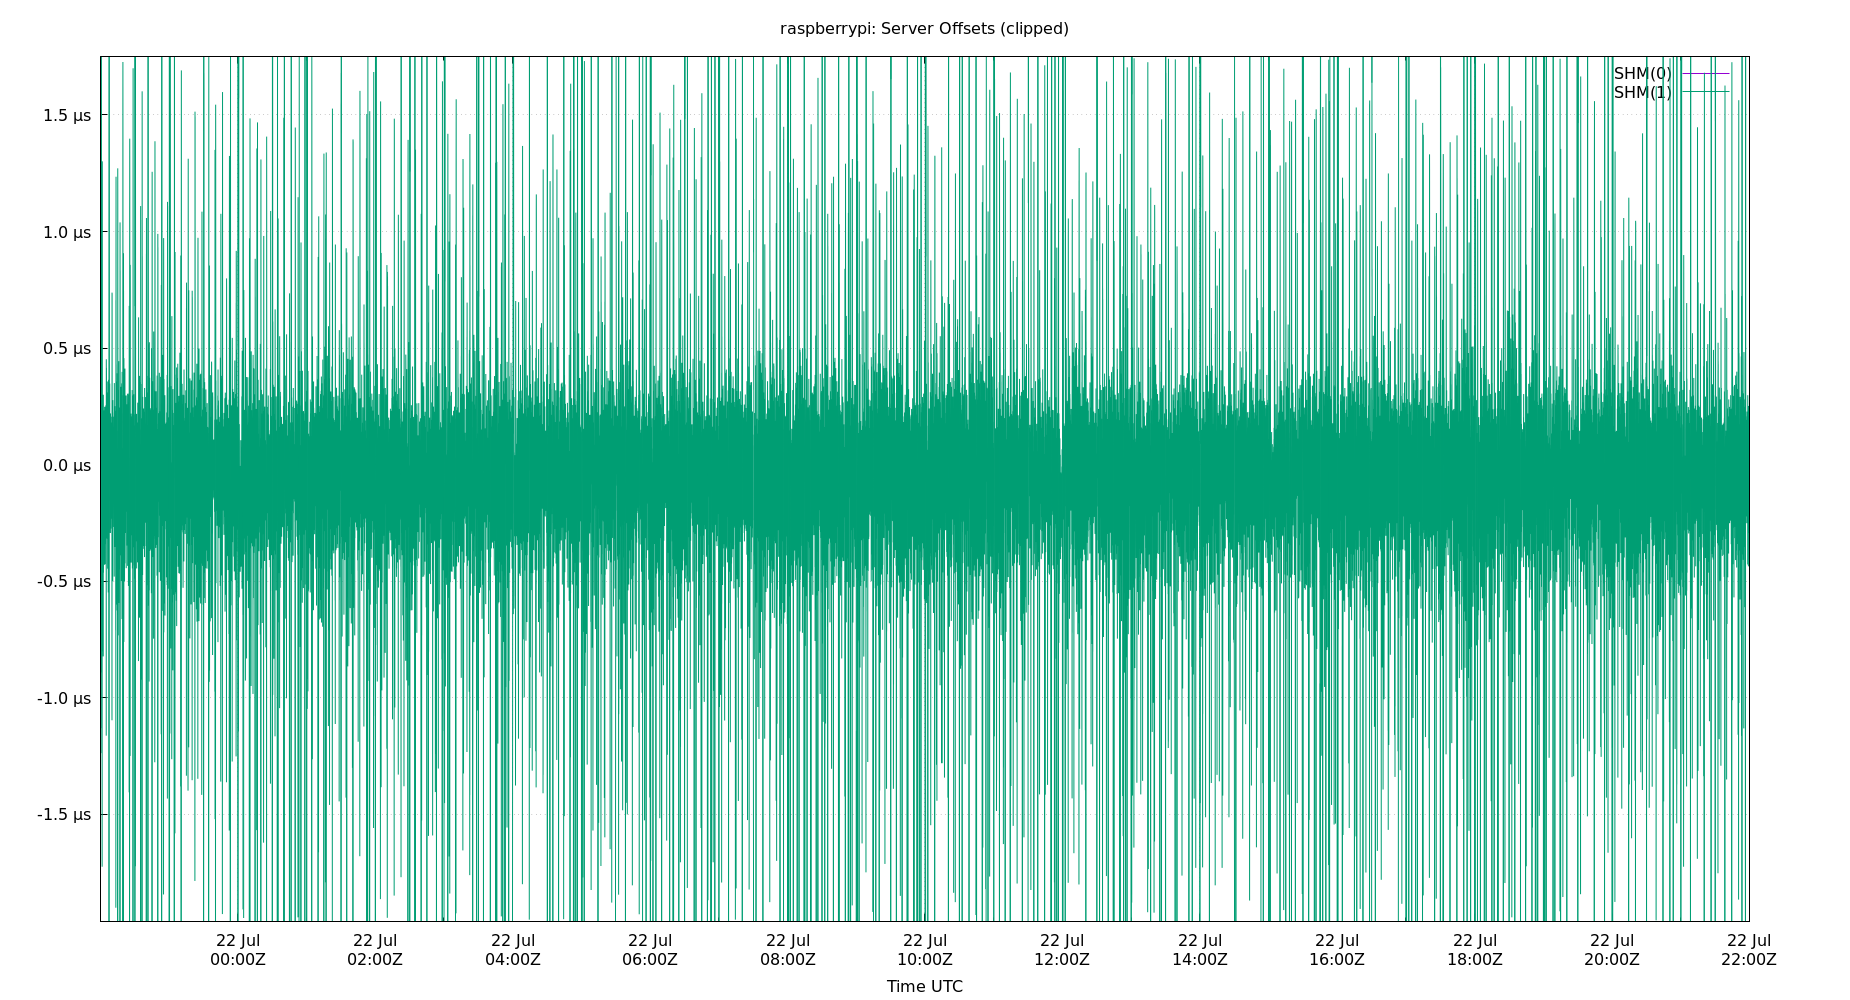 raspberrypi: Server Offsets (clipped)
SHM(0)
SHM(1)
1.5 µs
1.0 µs
0.5 µs
0.0 µs
-0.5 µs
-1.0 µs
-1.5 µs
22 Jul 22 Jul 22 Jul 22 Jul 22 Jul 22 Jul 22 Jul 22 Jul 22 Jul 22 Jul 22 Jul 22 Jul
00:00Z 02:00Z 04:00Z 06:00Z 08:00Z 10:00Z 12:00Z 14:00Z 16:00Z 18:00Z 20:00Z 22:00Z
Time UTC